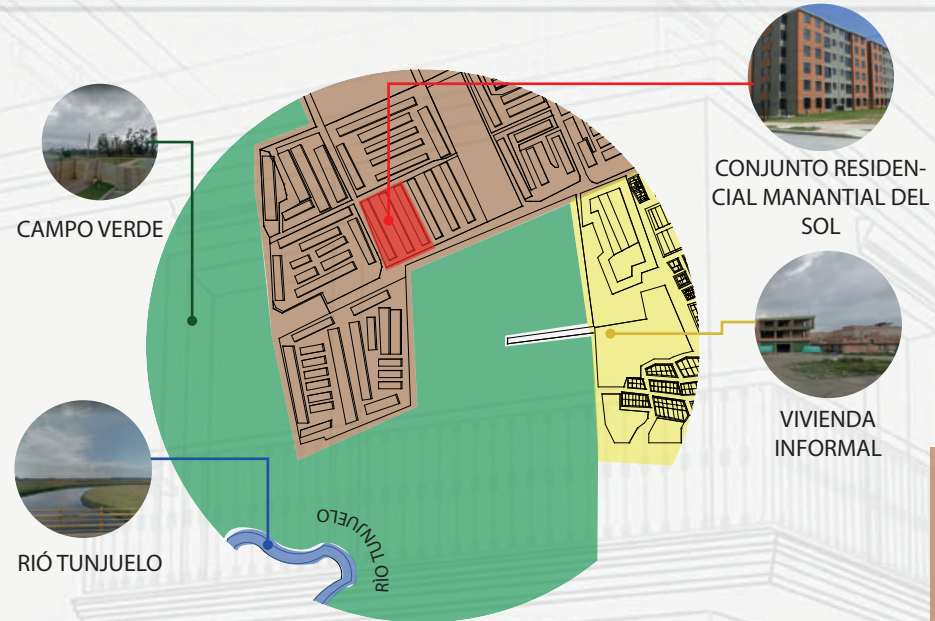 CONJUNTO RESIDEN-
CIAL MANANTIAL DEL
SOL
CAMPO VERDE
VIVIENDA
INFORMAL
RIÓ TUNJUELO
RÍO TUNJUELO